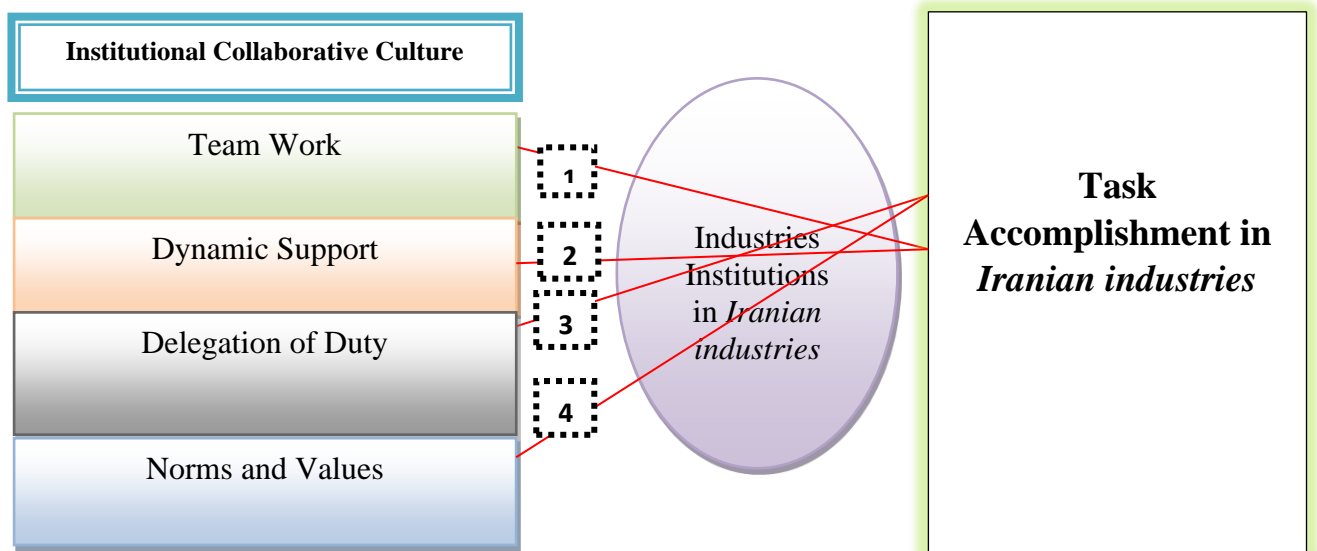 Institutional Collaborative Culture
Team Work
1
Dynamic Support
2
Delegation of Duty
3
Norms and Values
4
Industries
Institutions
in Iranian
industries
Task
Accomplishment in
Iranian industries